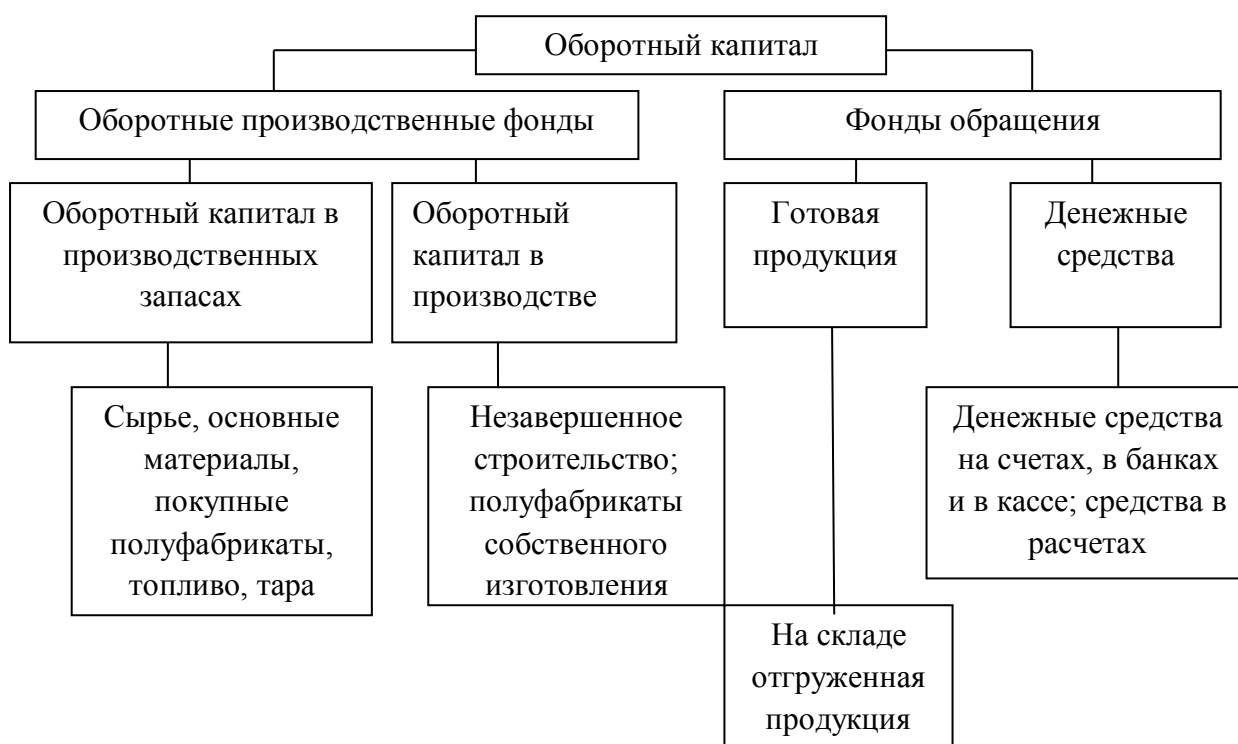 Оборотный капитал
Оборотные производственные фонды
Фонды обращения
Оборотный капитал в
производственных
запасах
Оборотный
капитал в
производстве
Готовая
продукция
Денежные
средства
Сырье, основные
материалы,
покупные
полуфабрикаты,
топливо, тара
Незавершенное
строительство;
полуфабрикаты
собственного
изготовления
Денежные средства
на счетах, в банках
и в кассе; средства в
расчетах
На складе
отгруженная
продукция